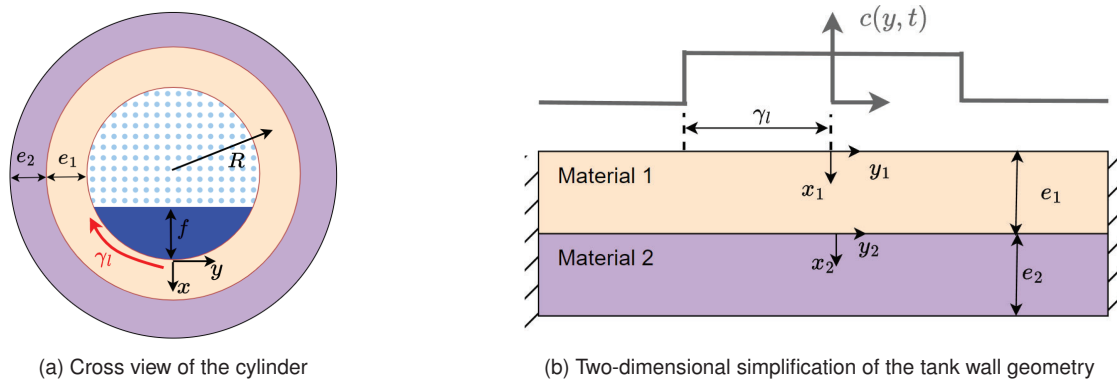 c(y, t)
e₂
e₁
R
f
γₗ
y
x
γₗ
Material 1
x₁
y₁
e₁
Material 2
x₂
y₂
e₂
(a) Cross view of the cylinder
(b) Two-dimensional simplification of the tank wall geometry